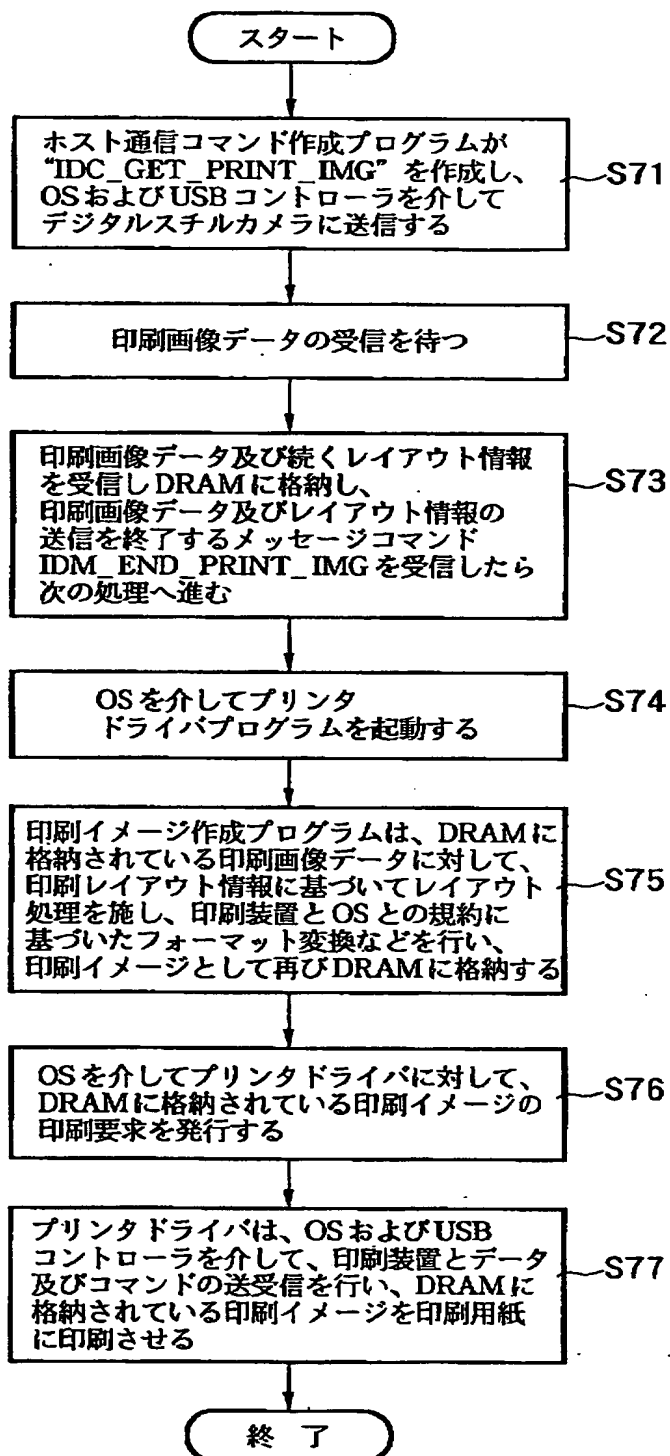 スタート
ホスト通信コマンド作成プログラムが
“IDC_GET_PRINT_IMG”を作成し、
OSおよびUSBコントローラを介して
デジタルスチルカメラに送信する
S71
印刷画像データの受信を待つ
S72
印刷画像データ及び続くレイアウト情報
を受信しDRAMに格納し、
印刷画像データ及びレイアウト情報の
送信を終了するメッセージコマンド
IDM_END_PRINT_IMGを受信したら
次の処理へ進む
S73
OSを介してプリンタ
ドライバプログラムを起動する
S74
印刷イメージ作成プログラムは、DRAMに
格納されている印刷画像データに対して、
印刷レイアウト情報に基づいてレイアウト
処理を施し、印刷装置とOSとの規約に
基づいたフォーマット変換などを行い、
印刷イメージとして再びDRAMに格納する
S75
OSを介してプリンタドライバに対して、
DRAMに格納されている印刷イメージの
印刷要求を発行する
S76
プリンタドライバは、OSおよびUSB
コントローラを介して、印刷装置とデータ
及びコマンドの送受信を行い、DRAMに
格納されている印刷イメージを印刷用紙
に印刷させる
S77
終 了